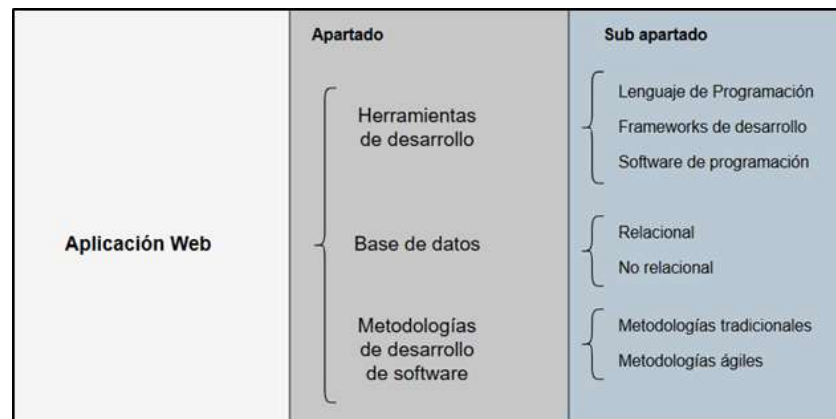 Aplicación Web
Apartado
Herramientas
de desarrollo
Base de datos
Metodologías
de desarrollo
de software
Sub apartado
Lenguaje de Programación
Frameworks de desarrollo
Software de programación
Relacional
No relacional
Metodologías tradicionales
Metodologías ágiles